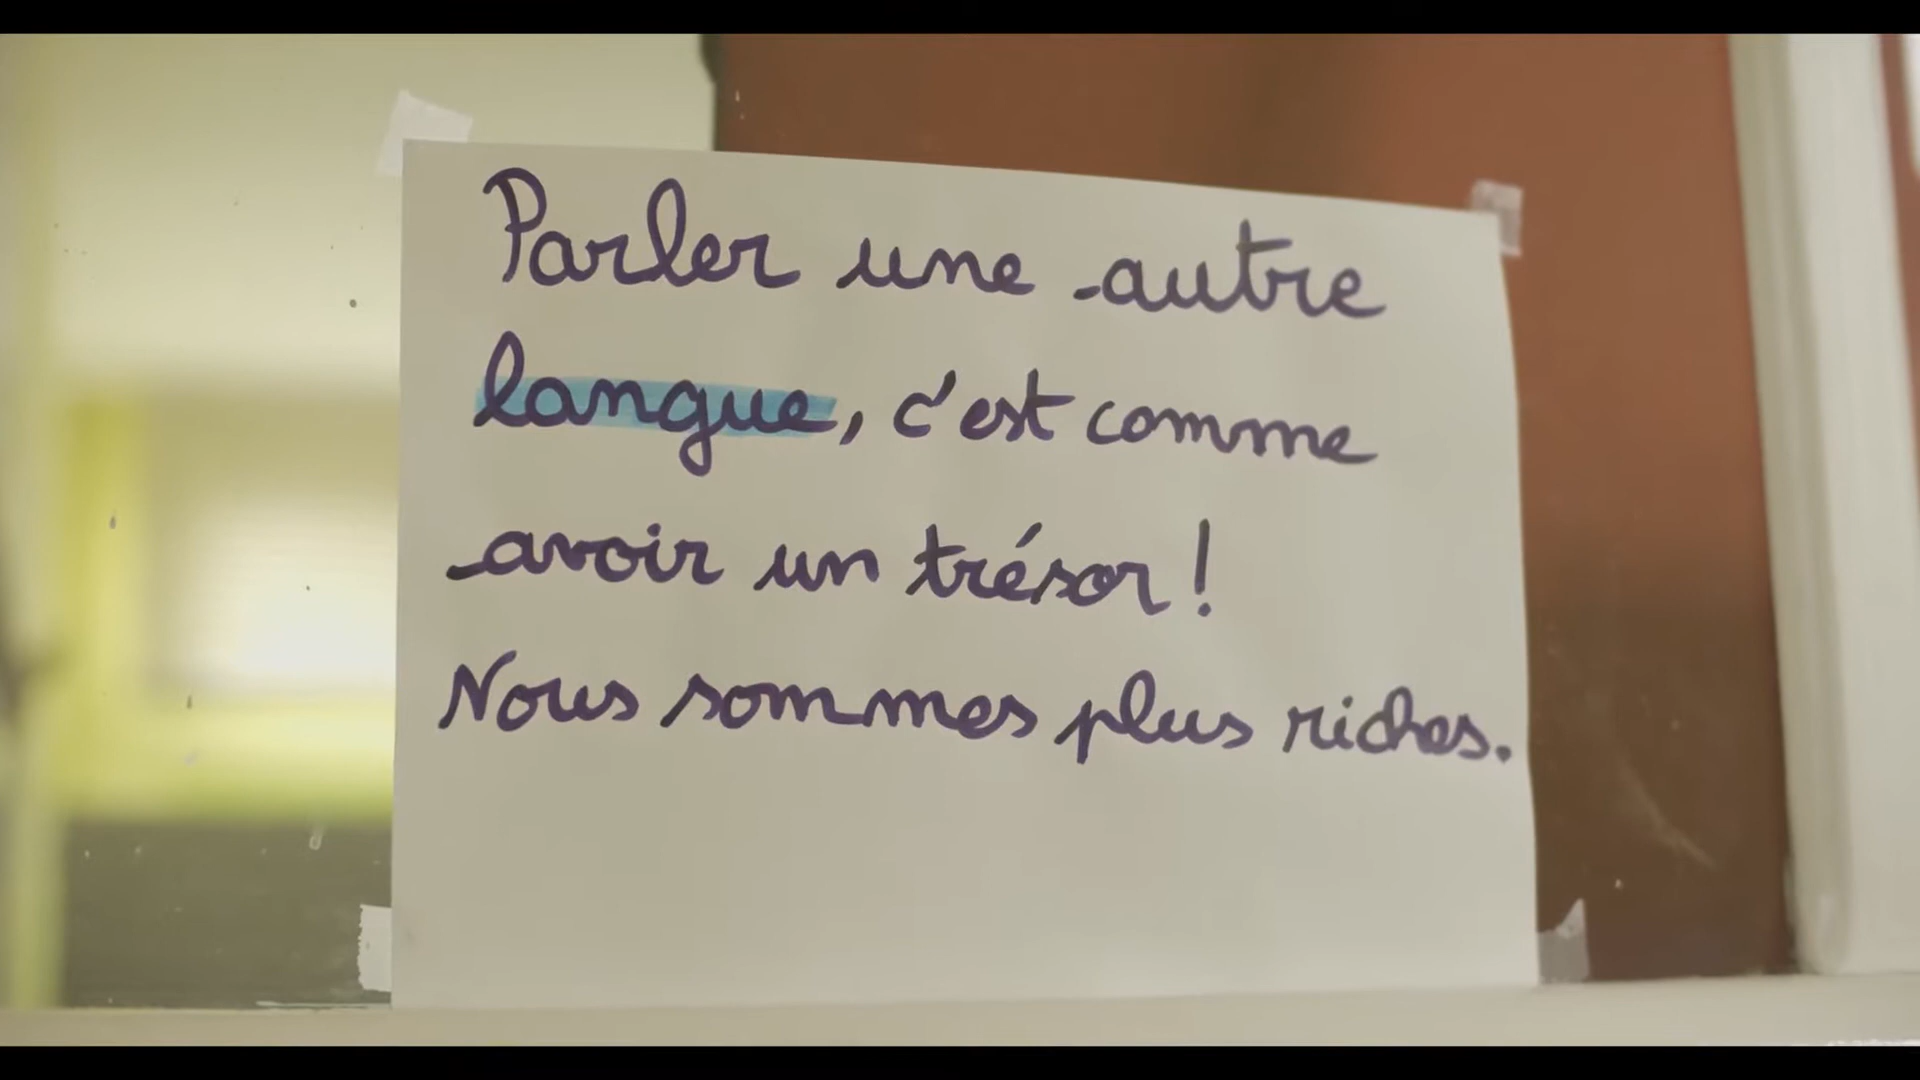 Parler une autre
langue, c'est comme
avoir un trésor !
Nous sommes plus riches.